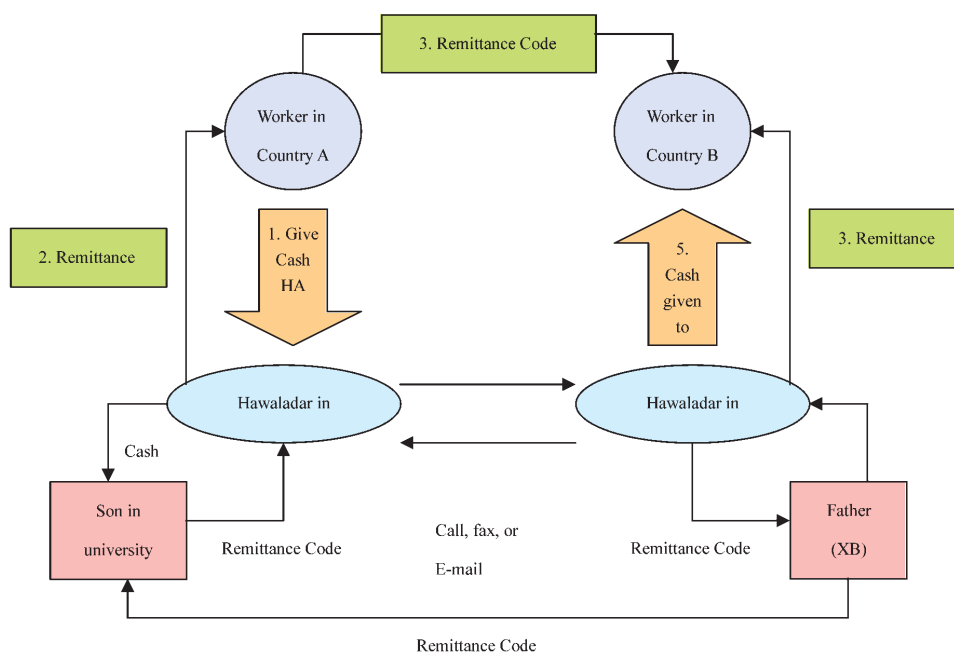 3. Remittance Code
Worker in
Country A
Worker in
Country B
2. Remittance
1. Give
Cash
HA
5.
Cash
given
to
3. Remittance
Hawaladar in
Hawaladar in
Cash
Son in
university
Remittance Code
Call, fax, or
E-mail
Remittance Code
Father
(XB)
Remittance Code